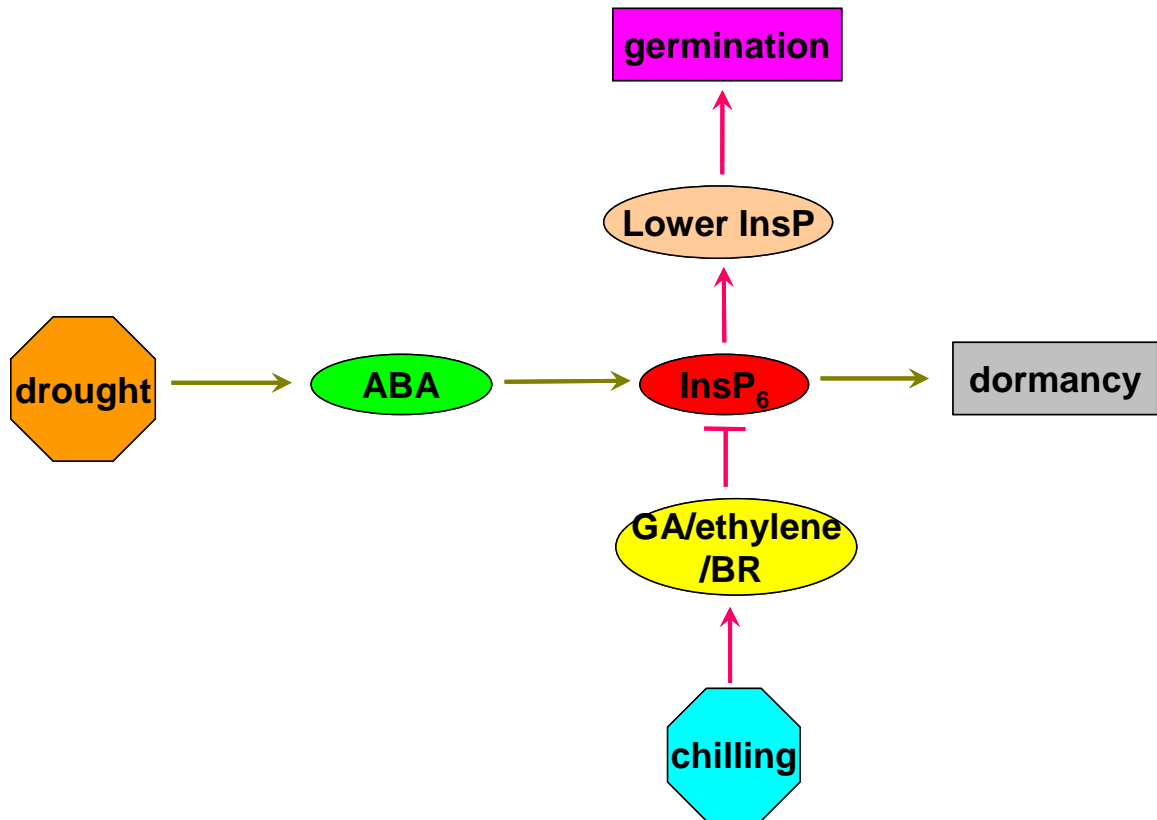 germination
Lower InsP
drought
ABA
InsP₆
dormancy
GA/ethylene
/BR
chilling